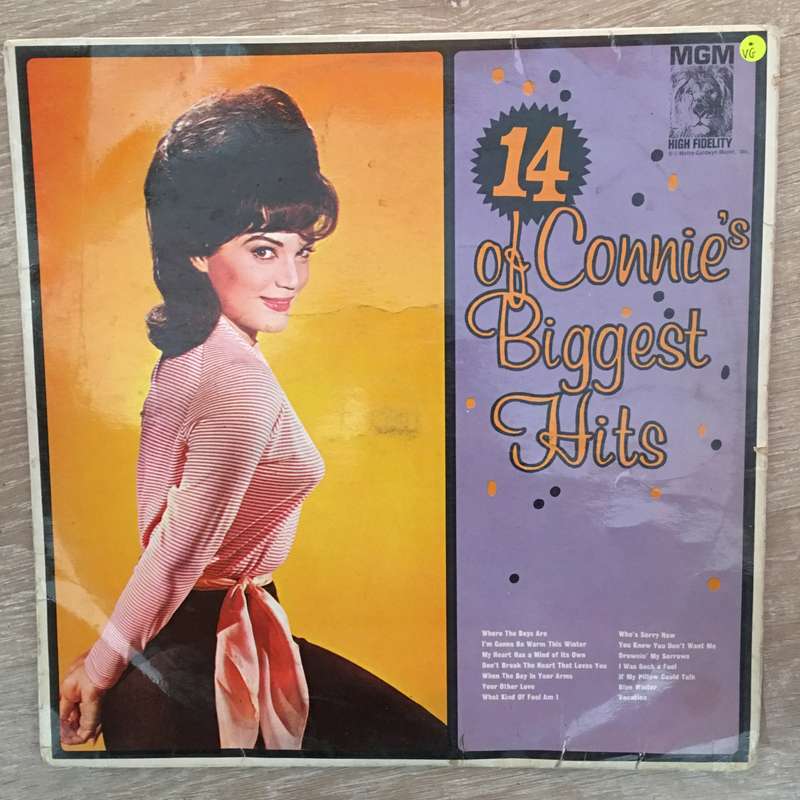 VG
MGM
HIGH FIDELITY
14
of Connie's
Biggest
Hits
Where The Boys Are
I'm Gonna Be Warm This Winter
My Heart Has a Mind of Its Own
Don't Break The Heart That Loves You
When The Boy In Your Arms
Your Other Love
What Kind Of Fool Am I
Who's Sorry Now
You Know You Don't Want Me
Drownin' My Sorrows
I Was Such a Fool
If My Pillow Could Talk
Blue Winter
Vacation